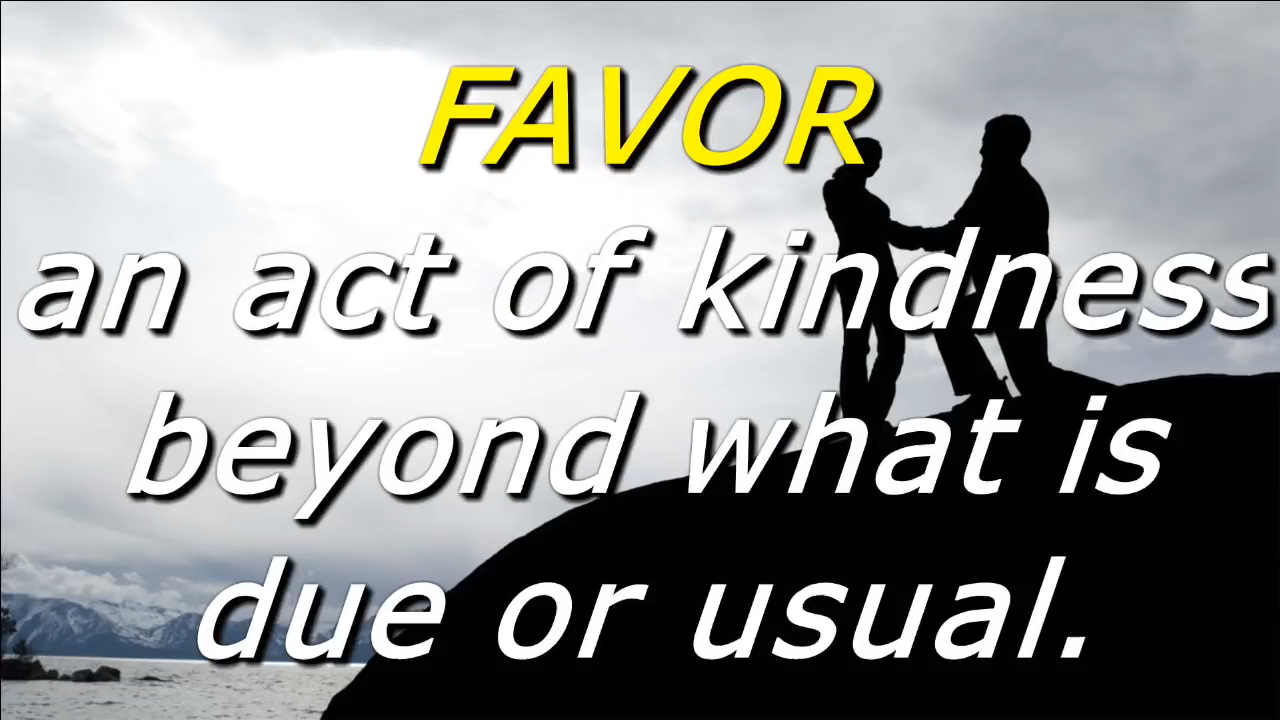 FAVOR
an act of kindness
beyond what is
due or usual.